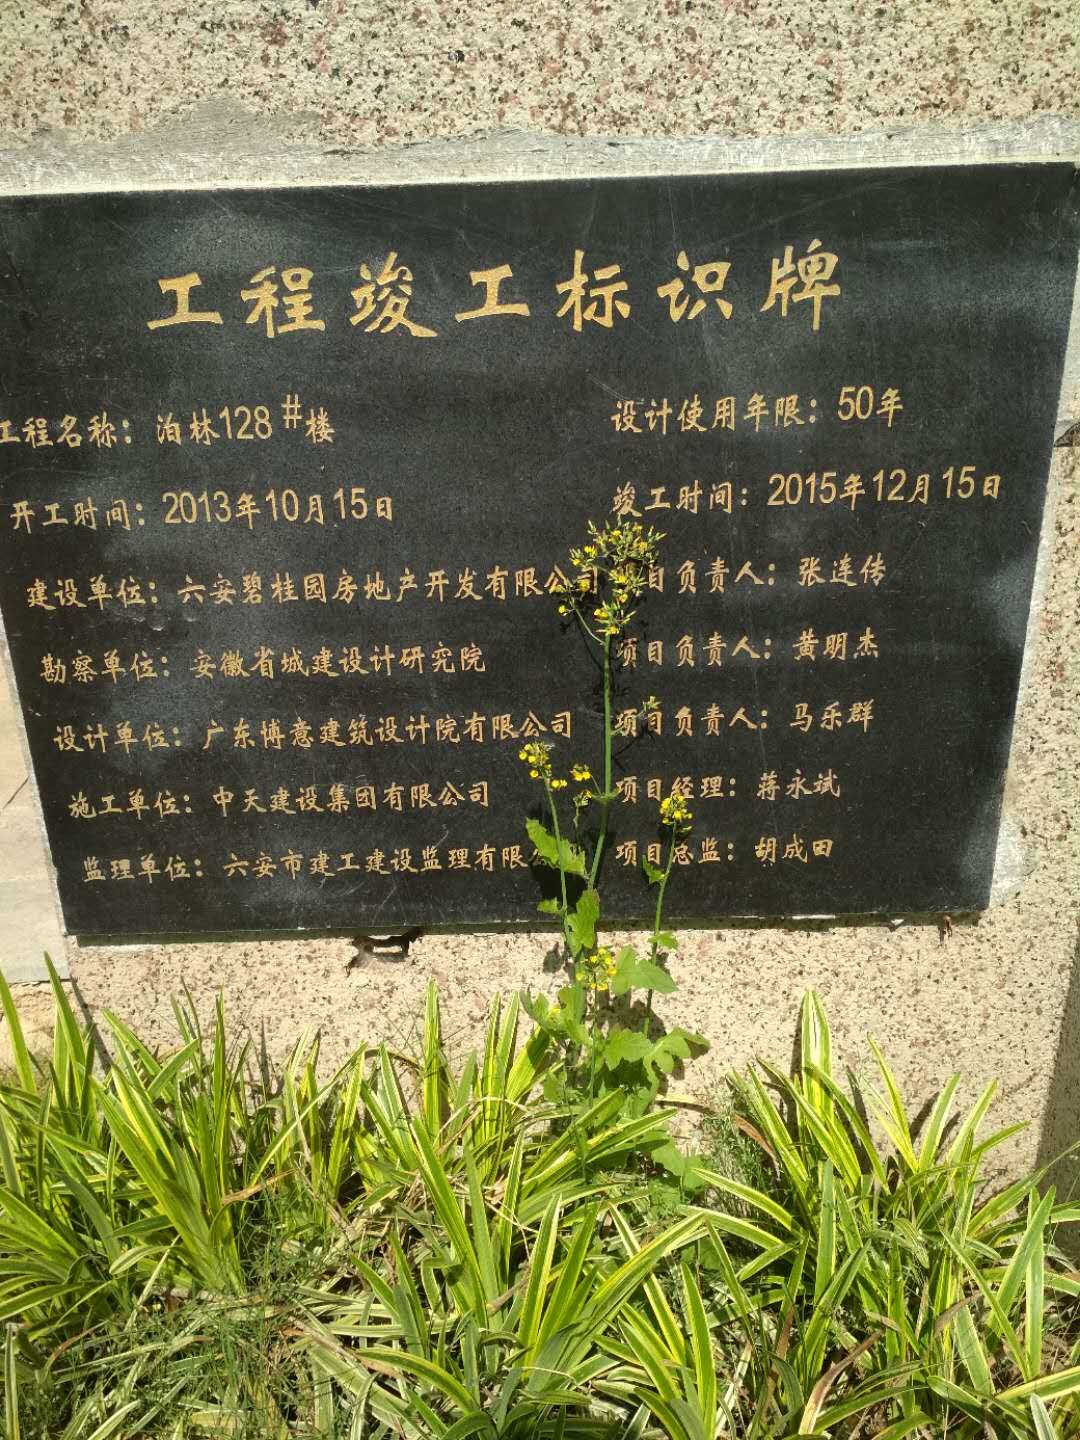 工程竣工标识牌
工程名称：泊林128#楼 设计使用年限：50年
开工时间：2013年10月15日 竣工时间：2015年12月15日
建设单位：六安碧桂园房地产开发有限公司 目负责人：张连传
勘察单位：安徽省城建设计研究院 项目负责人：黄明杰
设计单位：广东博意建筑设计院有限公司 项目负责人：马乐群
施工单位：中天建设集团有限公司 项目经理：蒋永斌
监理单位：六安市建工建设监理有限公 项目总监：胡成田